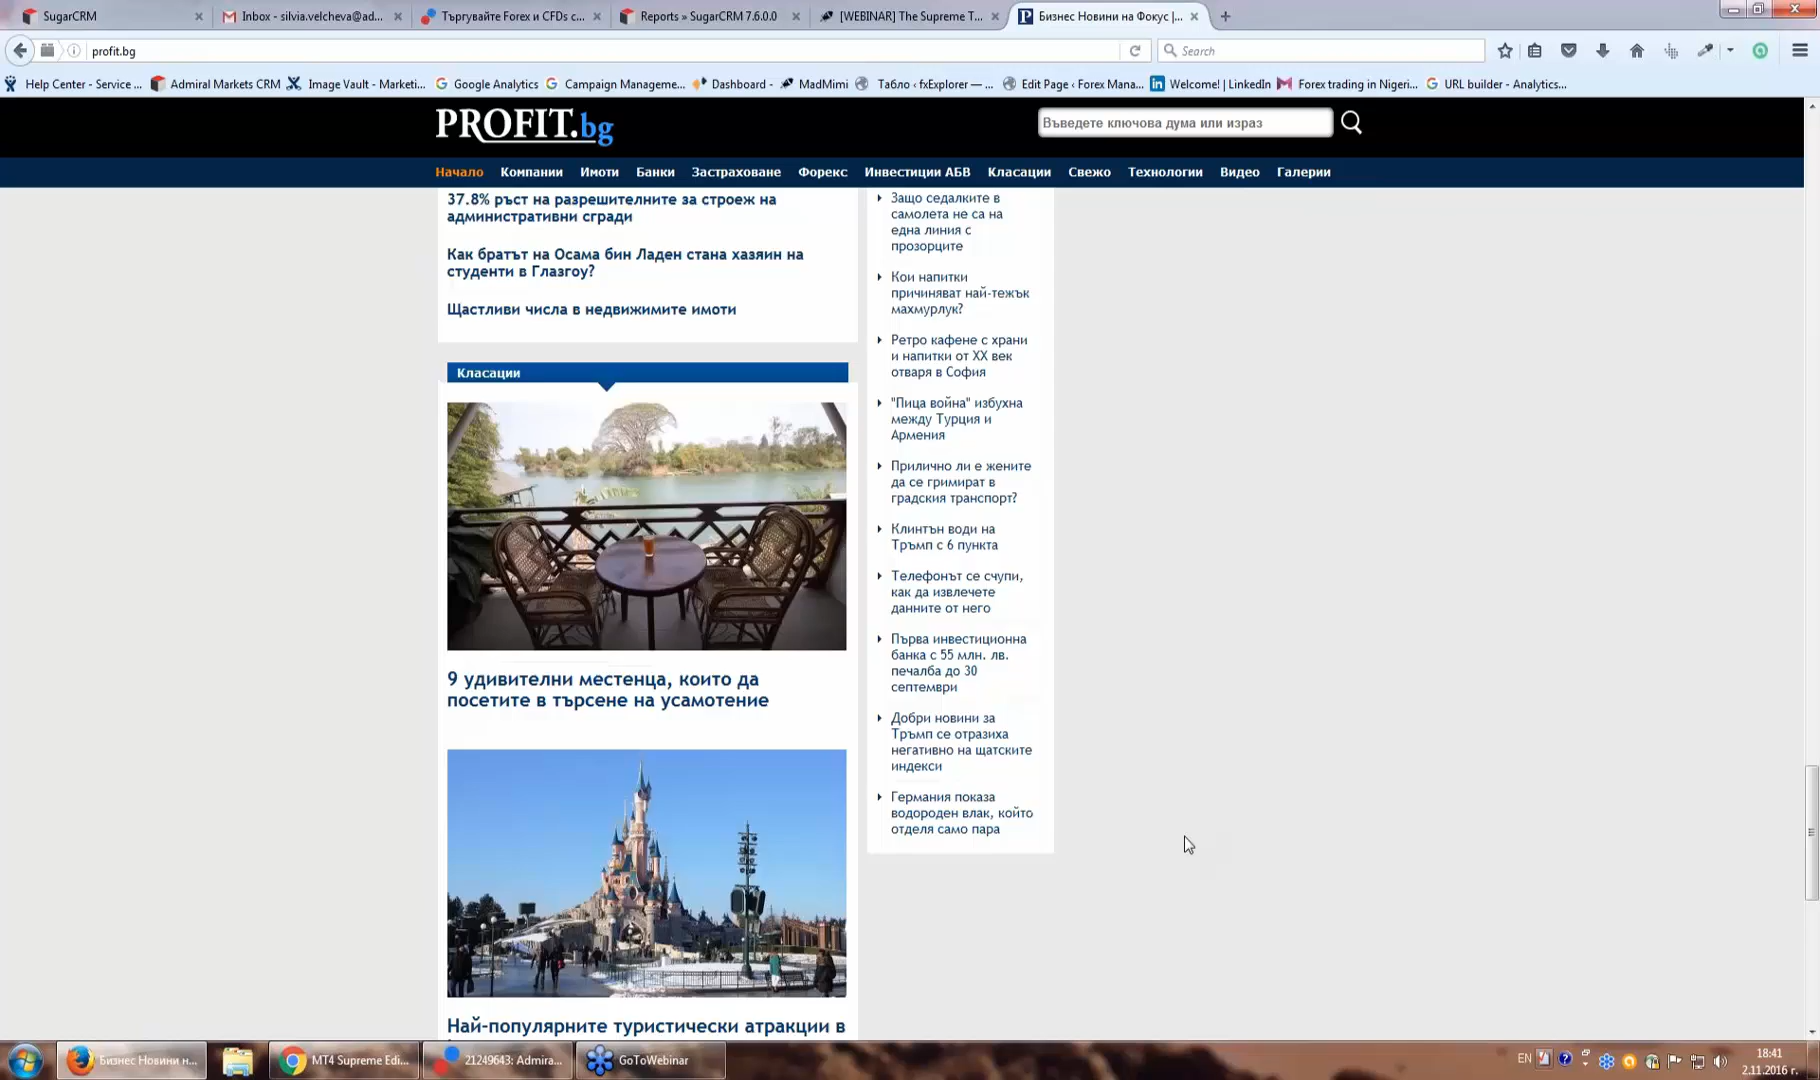 SugarCRM
Inbox - silvia.velcheva@ad...
Търгувайте Forex и CFDs с...
Reports » SugarCRM 7.6.0.0
[WEBINAR] The Supreme T...
Бизнес Новини на Фокус |...
profit.bg
Search
Help Center - Service ...
Admiral Markets CRM
Image Vault - Marketi...
Google Analytics
Campaign Manageme...
Dashboard -
MadMimi
Табло ‹ fxExplorer — ...
Edit Page ‹ Forex Mana...
Welcome! | LinkedIn
Forex trading in Nigeri...
URL builder - Analytics...
PROFIT.bg
Въведете ключова дума или израз
Начало Компании Имоти Банки Застраховане Форекс Инвестиции АБВ Класации Свежо Технологии Видео Галерии
37.8% ръст на разрешителните за строеж на
административни сгради
Как братът на Осама бин Ладен стана хазяин на
студенти в Глазгоу?
Щастливи числа в недвижимите имоти
Класации
9 удивителни местенца, които да
посетите в търсене на усамотение
Най-популярните туристически атракции в
Защо седалките в
самолета не са на
една линия с
прозорците
Кои напитки
причиняват най-тежък
махмурлук?
Ретро кафене с храни
и напитки от XX век
отваря в София
"Пица война" избухна
между Турция и
Армения
Прилично ли е жените
да се гримират в
градския транспорт?
Клинтън води на
Тръмп с 6 пункта
Телефонът се счупи,
как да извлечете
данните от него
Първа инвестиционна
банка с 55 млн. лв.
печалба до 30
септември
Добри новини за
Тръмп се отразиха
негативно на щатските
индекси
Германия показа
водороден влак, който
отделя само пара
Бизнес Новини н...
MT4 Supreme Edi...
21249643: Admira...
GoToWebinar
EN
18:41
2.11.2016 г.